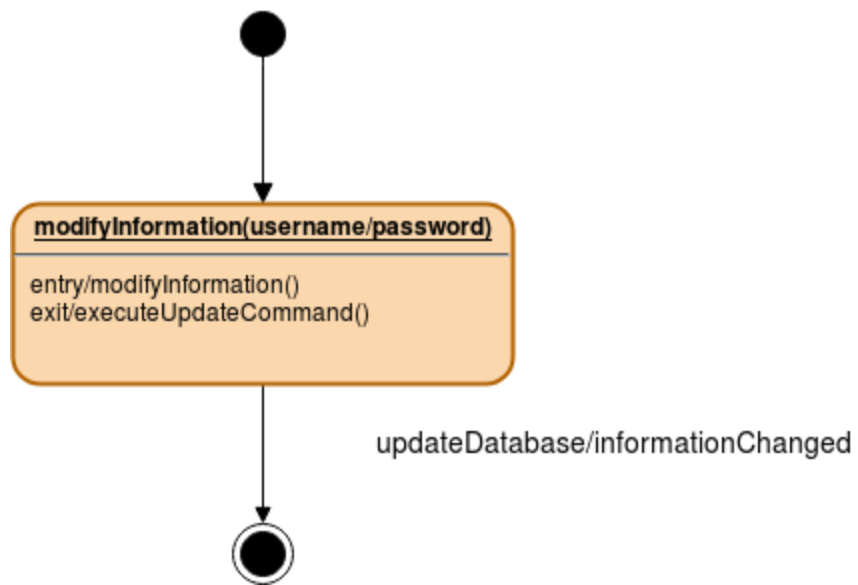 modifyInformation(username/password)
entry/modifyInformation()
exit/executeUpdateCommand()
updateDatabase/informationChanged